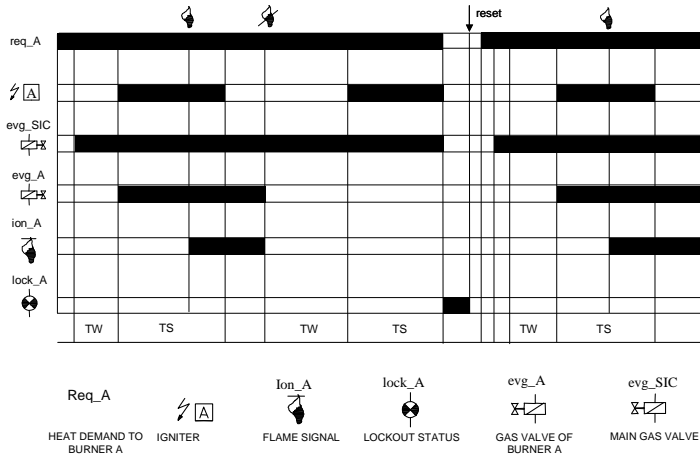 reset
req_A
A
evg_SIC
evg_A
ion_A
lock_A
TW TS TW TS TW TS
Req_A
A
Ion_A
lock_A
evg_A
evg_SIC
HEAT DEMAND TO
BURNER A
IGNITER
FLAME SIGNAL
LOCKOUT STATUS
GAS VALVE OF
BURNER A
MAIN GAS VALVE